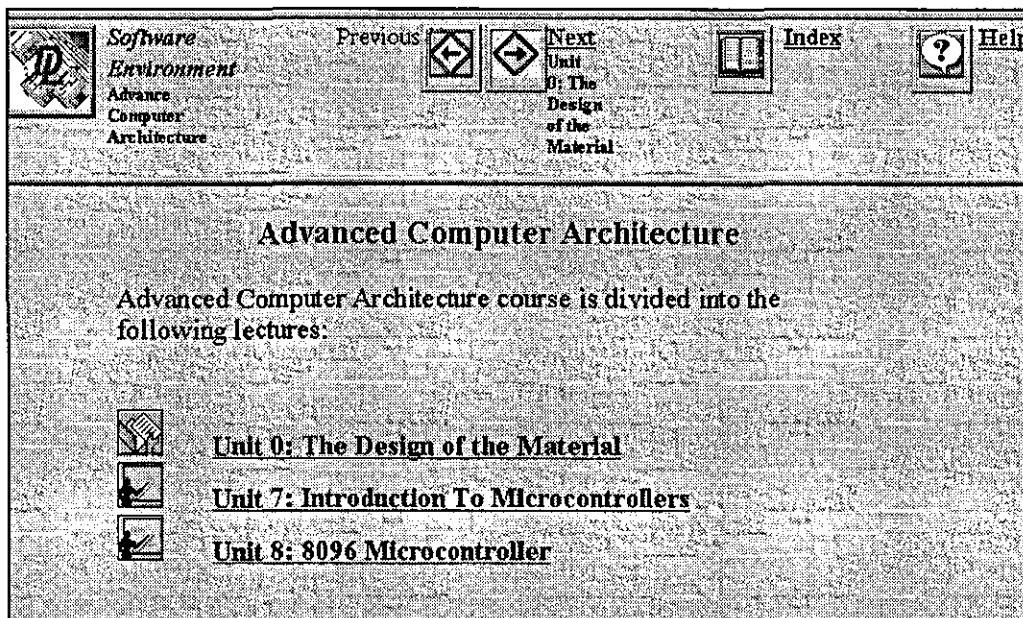 Software
Environment
Advance
Computer
Architecture
Previous
Next
Unit
0: The
Design
of the
Material
Index
?
Help
Advanced Computer Architecture
Advanced Computer Architecture course is divided into the
following lectures:
Unit 0: The Design of the Material
Unit 7: Introduction To Microcontrollers
Unit 8: 8096 Microcontroller